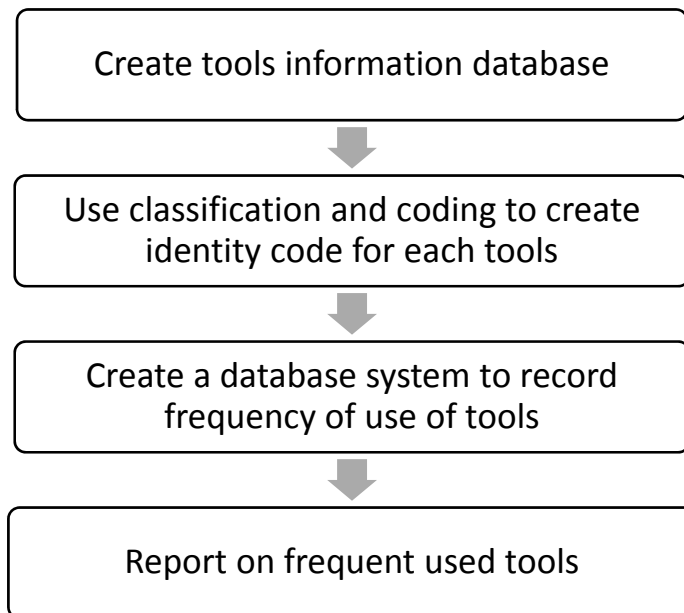 Create tools information database
Use classification and coding to create
identity code for each tools
Create a database system to record
frequency of use of tools
Report on frequent used tools